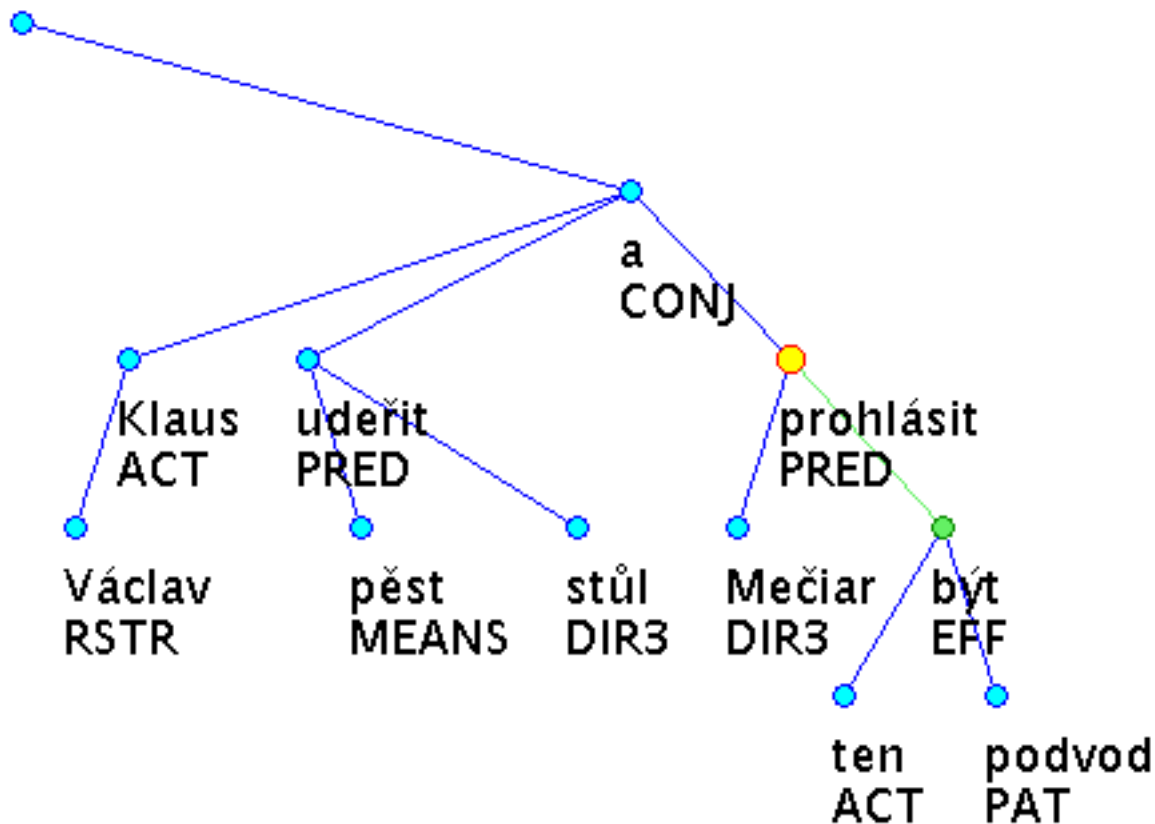 a
CONJ
Klaus
ACT
udeřit
PRED
prohlásit
PRED
Václav
RSTR
pěst
MEANS
stůl
DIR3
Mečiar
DIR3
být
EFF
ten
ACT
podvod
PAT